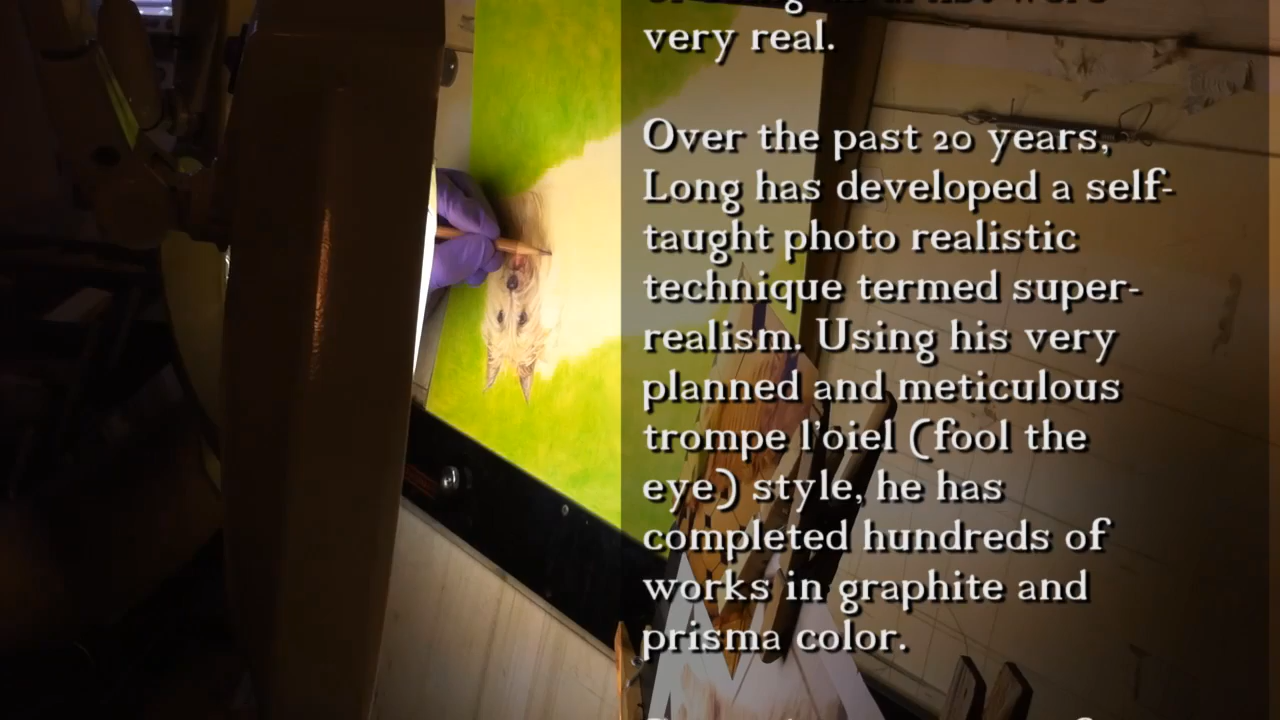 very real.
Over the past 20 years,
Long has developed a self-
taught photo realistic
technique termed super-
realism. Using his very
planned and meticulous
trompe l'oiel (fool the
eye) style, he has
completed hundreds of
works in graphite and
prisma color.